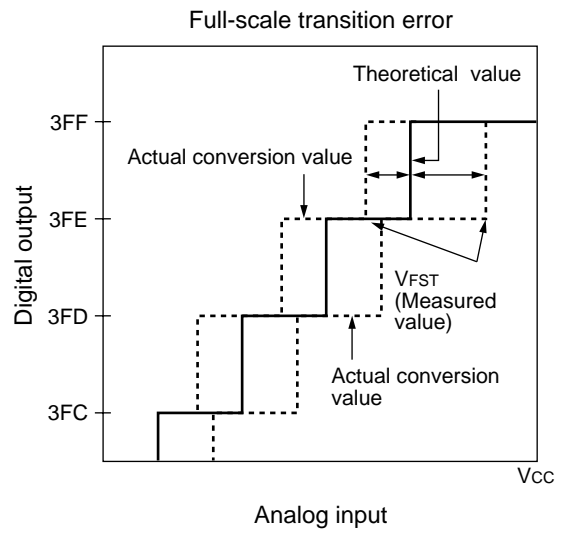 Full-scale transition error
Theoretical value
3FF
Actual conversion value
3FE
Digital output
VFST
(Measured
value)
3FD
Actual conversion
value
3FC
VCC
Analog input